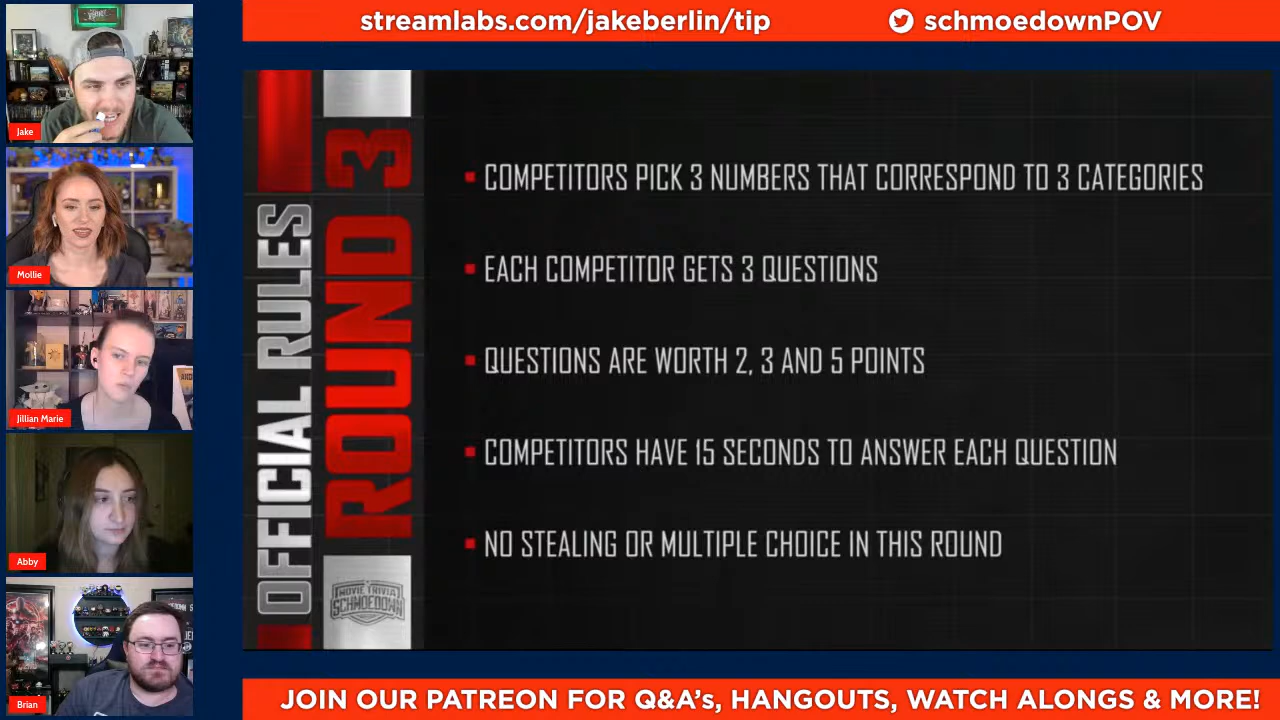 streamlabs.com/jakeberlin/tip
schmoedownPOV
Jake
Mollie
Jillian Marie
Abby
Brian
OFFICIAL RULES
ROUND 3
MOVIE TRIVIA
SCHMOEDOWN
COMPETITORS PICK 3 NUMBERS THAT CORRESPOND TO 3 CATEGORIES
EACH COMPETITOR GETS 3 QUESTIONS
QUESTIONS ARE WORTH 2, 3 AND 5 POINTS
COMPETITORS HAVE 15 SECONDS TO ANSWER EACH QUESTION
NO STEALING OR MULTIPLE CHOICE IN THIS ROUND
JOIN OUR PATREON FOR Q&A's, HANGOUTS, WATCH ALONGS & MORE!